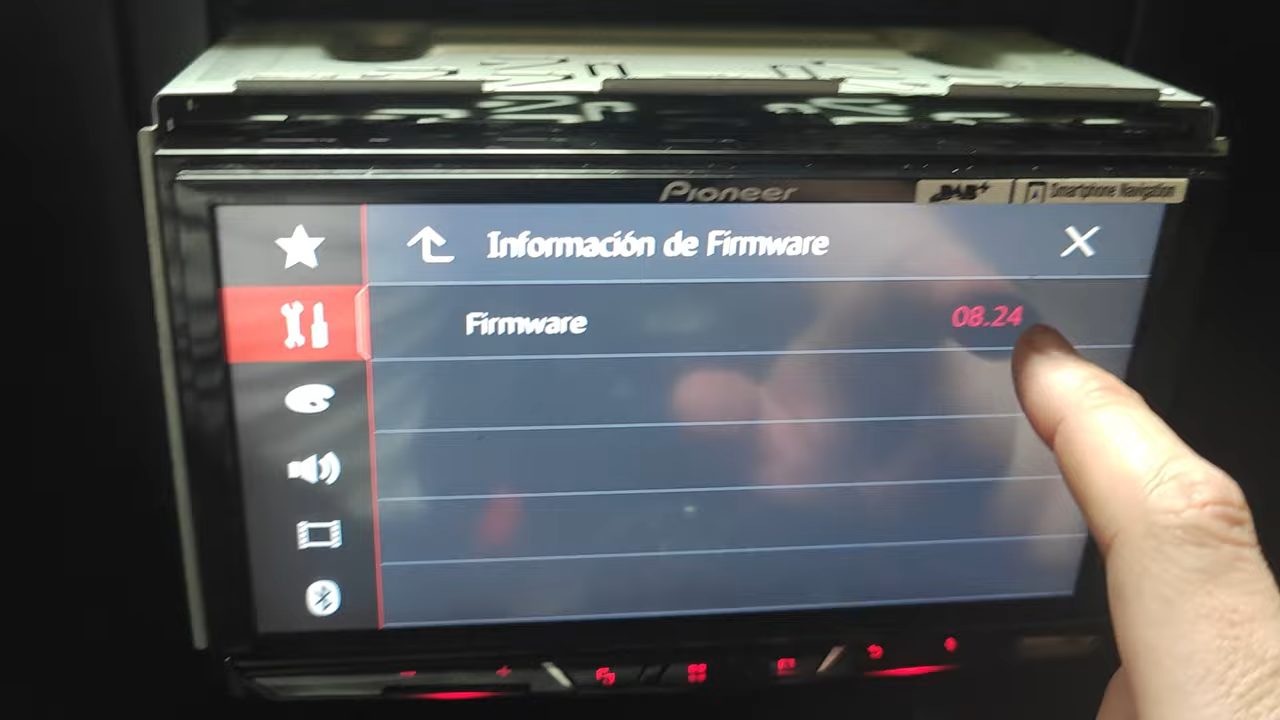 Pioneer
DAB+
Smartphone Navigation
Información de Firmware
Firmware
08.24